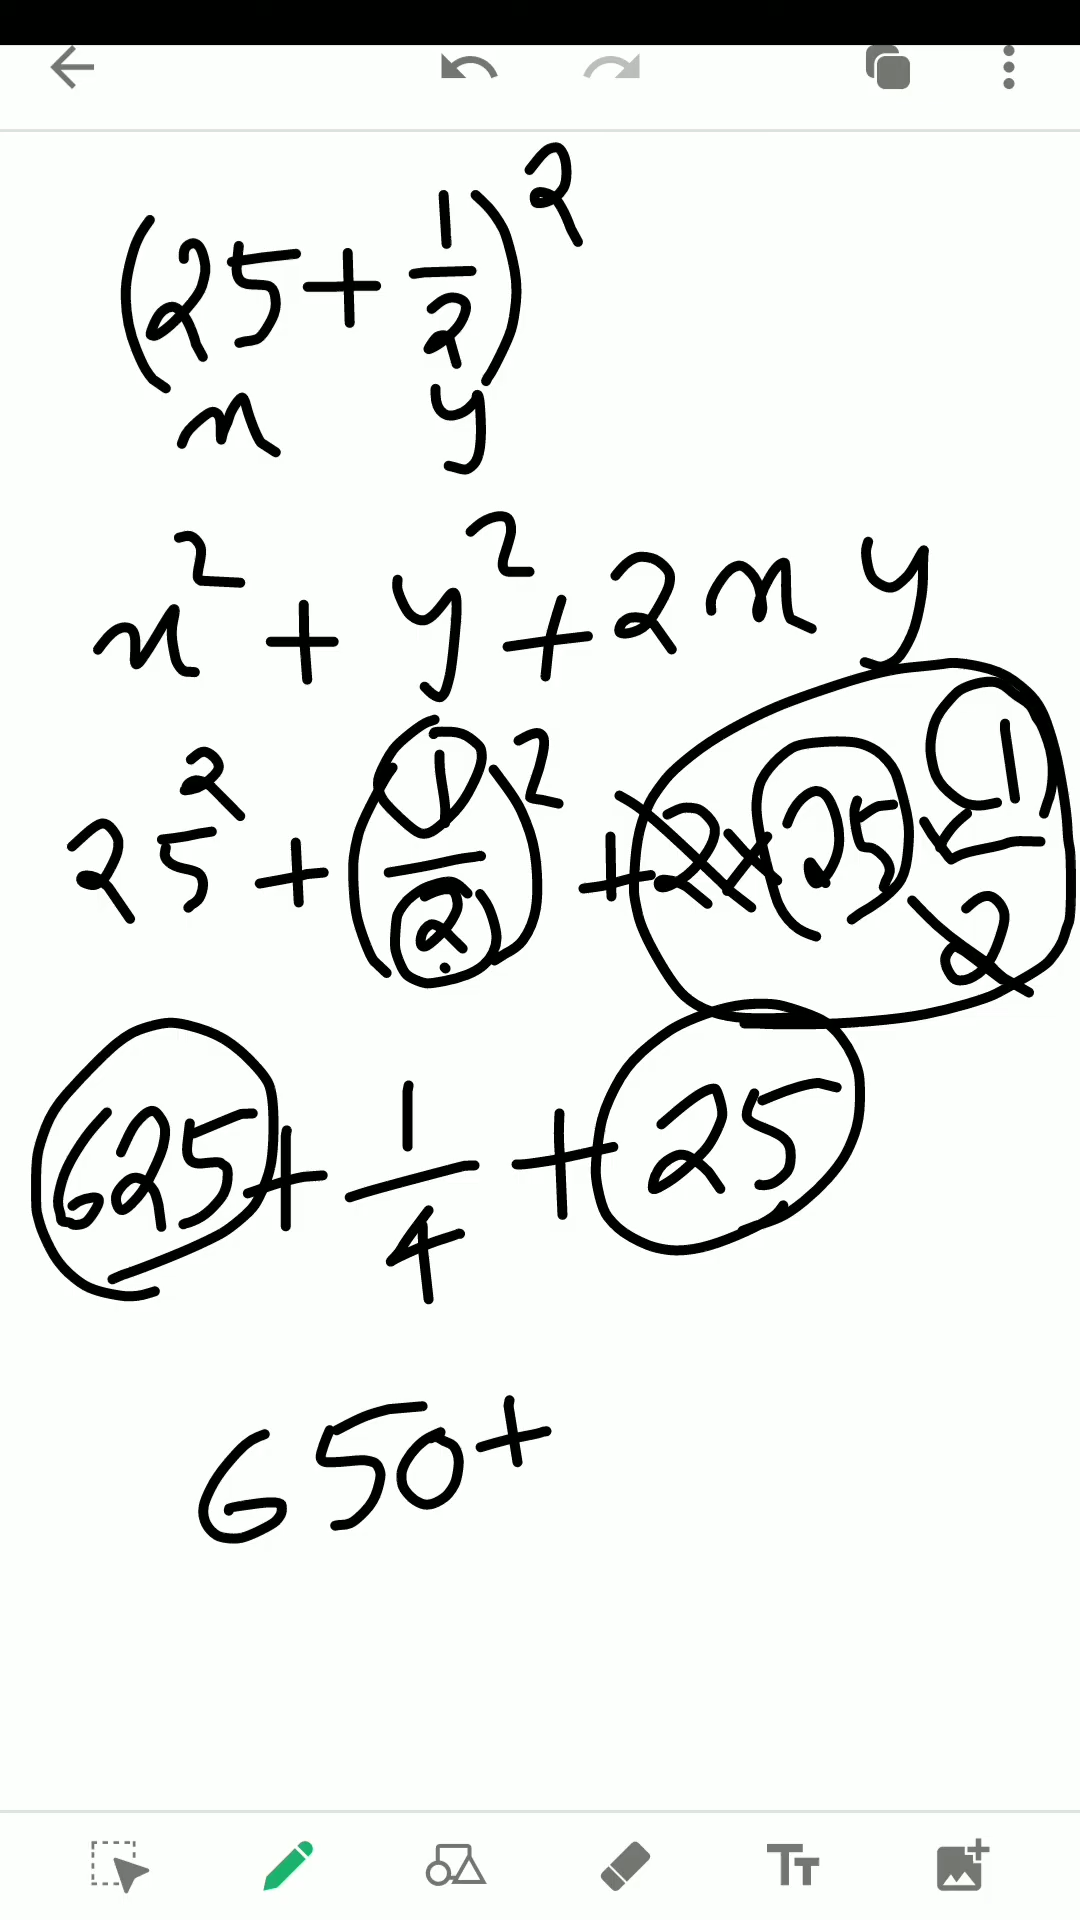 (25+1/2)²
x y
x² + y² + 2xy
25² + (1/2)² + 2×25×1/2
625 + 1/4 + 25
650+
TT